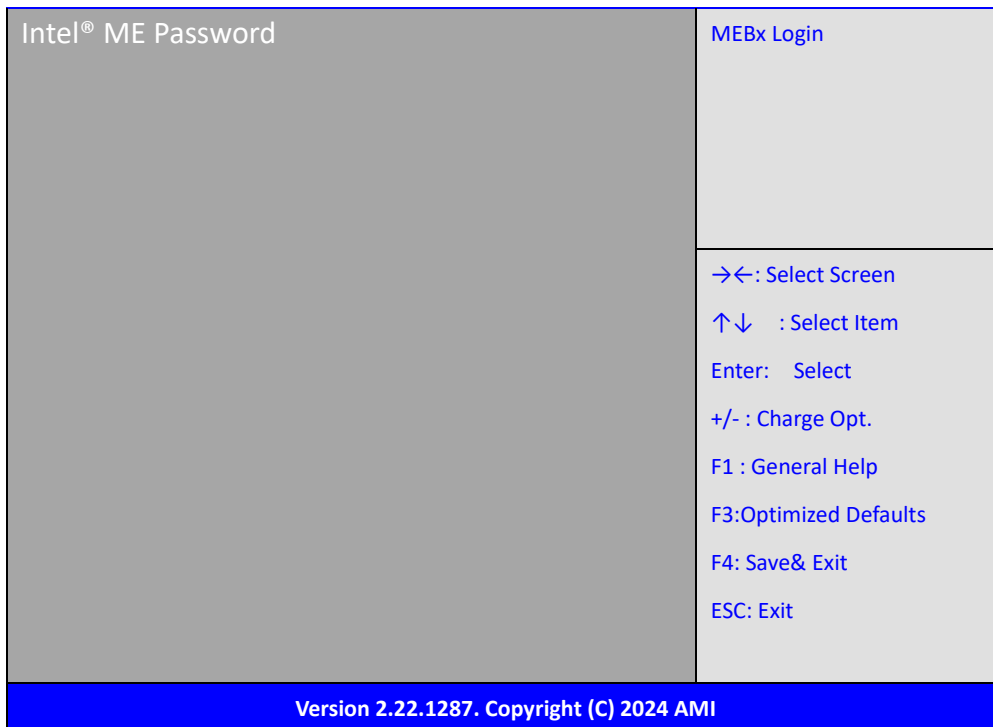 Intel® ME Password
MEBx Login
→←: Select Screen
↑↓ : Select Item
Enter: Select
+/- : Charge Opt.
F1 : General Help
F3:Optimized Defaults
F4: Save& Exit
ESC: Exit
Version 2.22.1287. Copyright (C) 2024 AMI